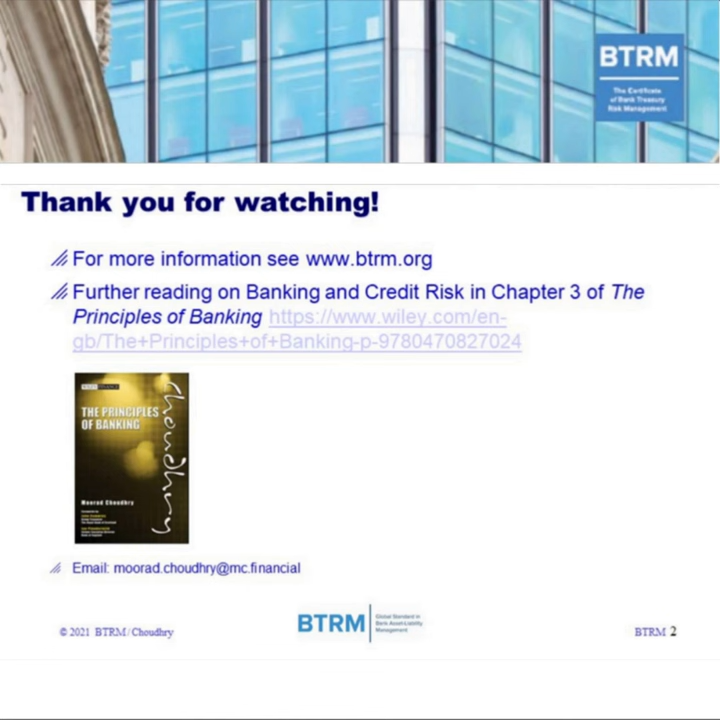 BTRM
The Certificate
of Bank Treasury
Risk Management
Thank you for watching!
For more information see www.btrm.org
Further reading on Banking and Credit Risk in Chapter 3 of The
Principles of Banking https://www.wiley.com/en-
gb/The+Principles+of+Banking-p-9780470827024
THE PRINCIPLES
OF BANKING
choudhry
Moorad Choudhry
Email: moorad.choudhry@mc.financial
© 2021 BTRM / Choudhry
BTRM
Global Standard in
Bank Asset-Liability
Management
BTRM 2